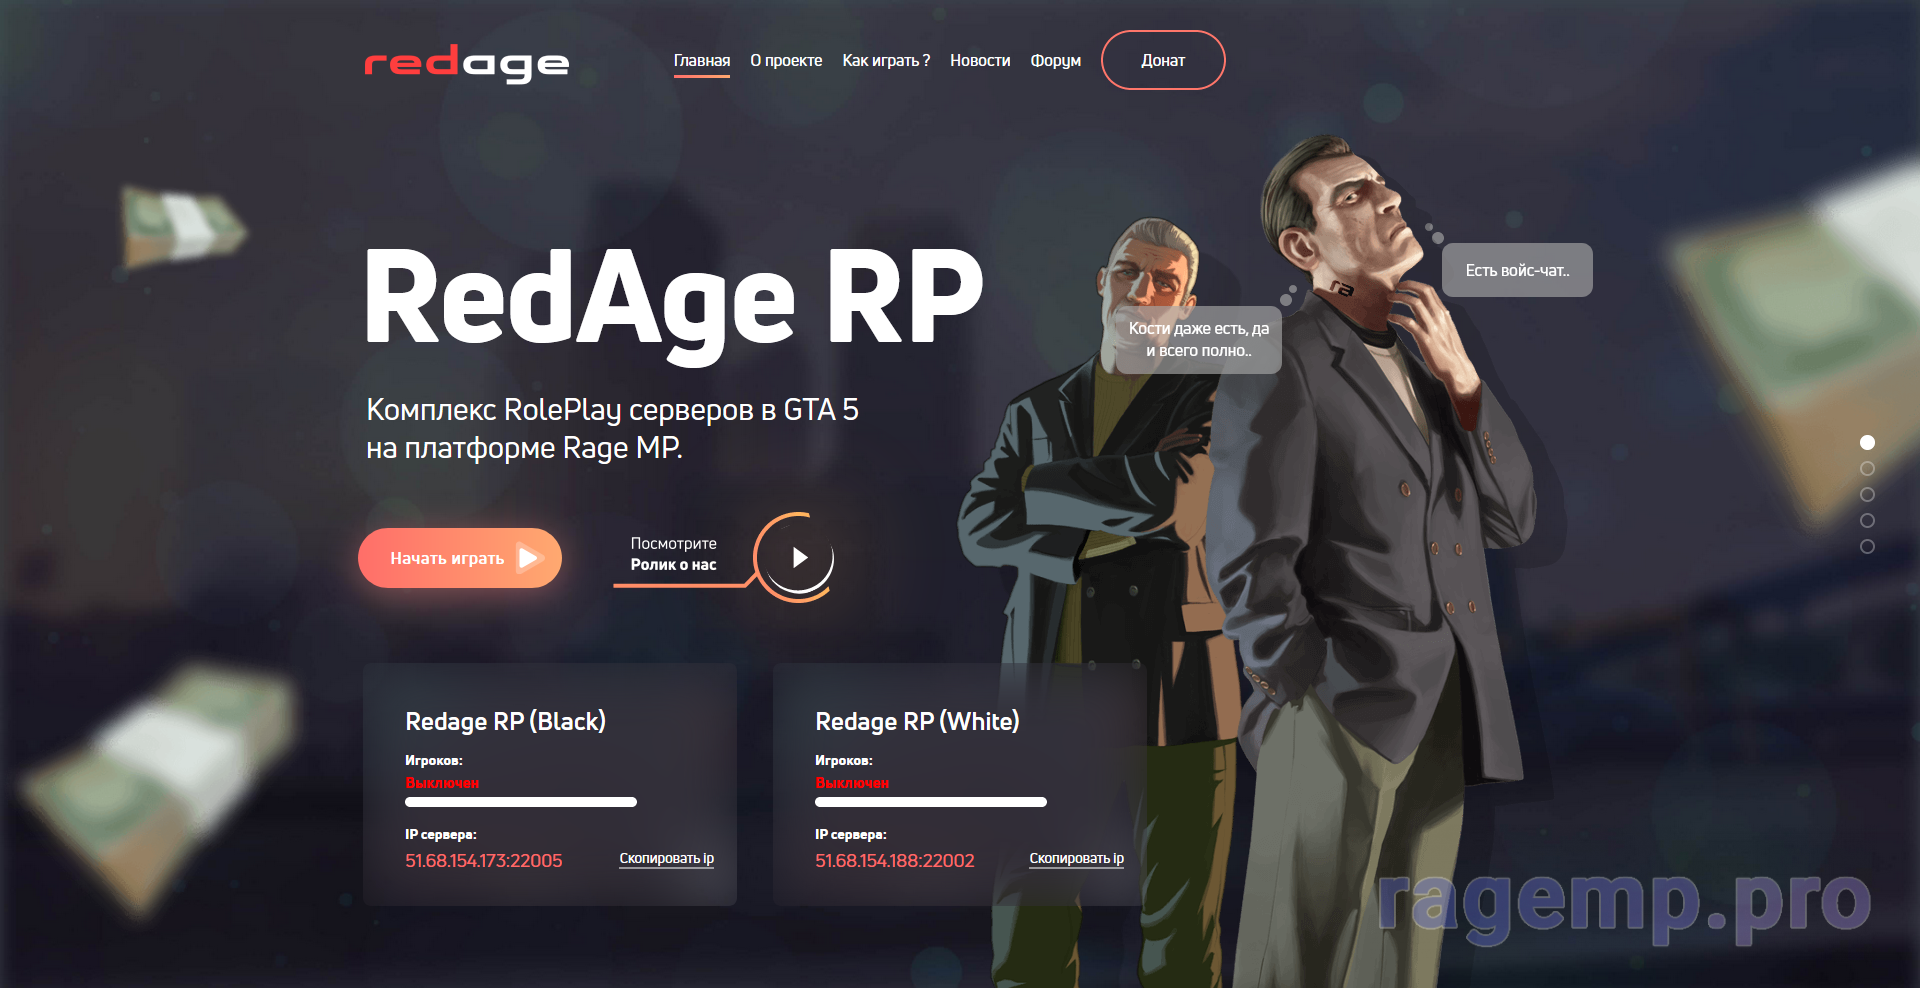 redage
Главная О проекте Как играть ? Новости Форум Донат
RedAge RP
Есть войс-чат..
Кости даже есть, да
и всего полно..
Комплекс RolePlay серверов в GTA 5
на платформе Rage MP.
Начать играть
Посмотрите
Ролик о нас
Redage RP (Black)
Игроков:
Выключен
IP сервера:
51.68.154.173:22005
Скопировать ip
Redage RP (White)
Игроков:
Выключен
IP сервера:
51.68.154.188:22002
Скопировать ip
ra
ragemp.pro